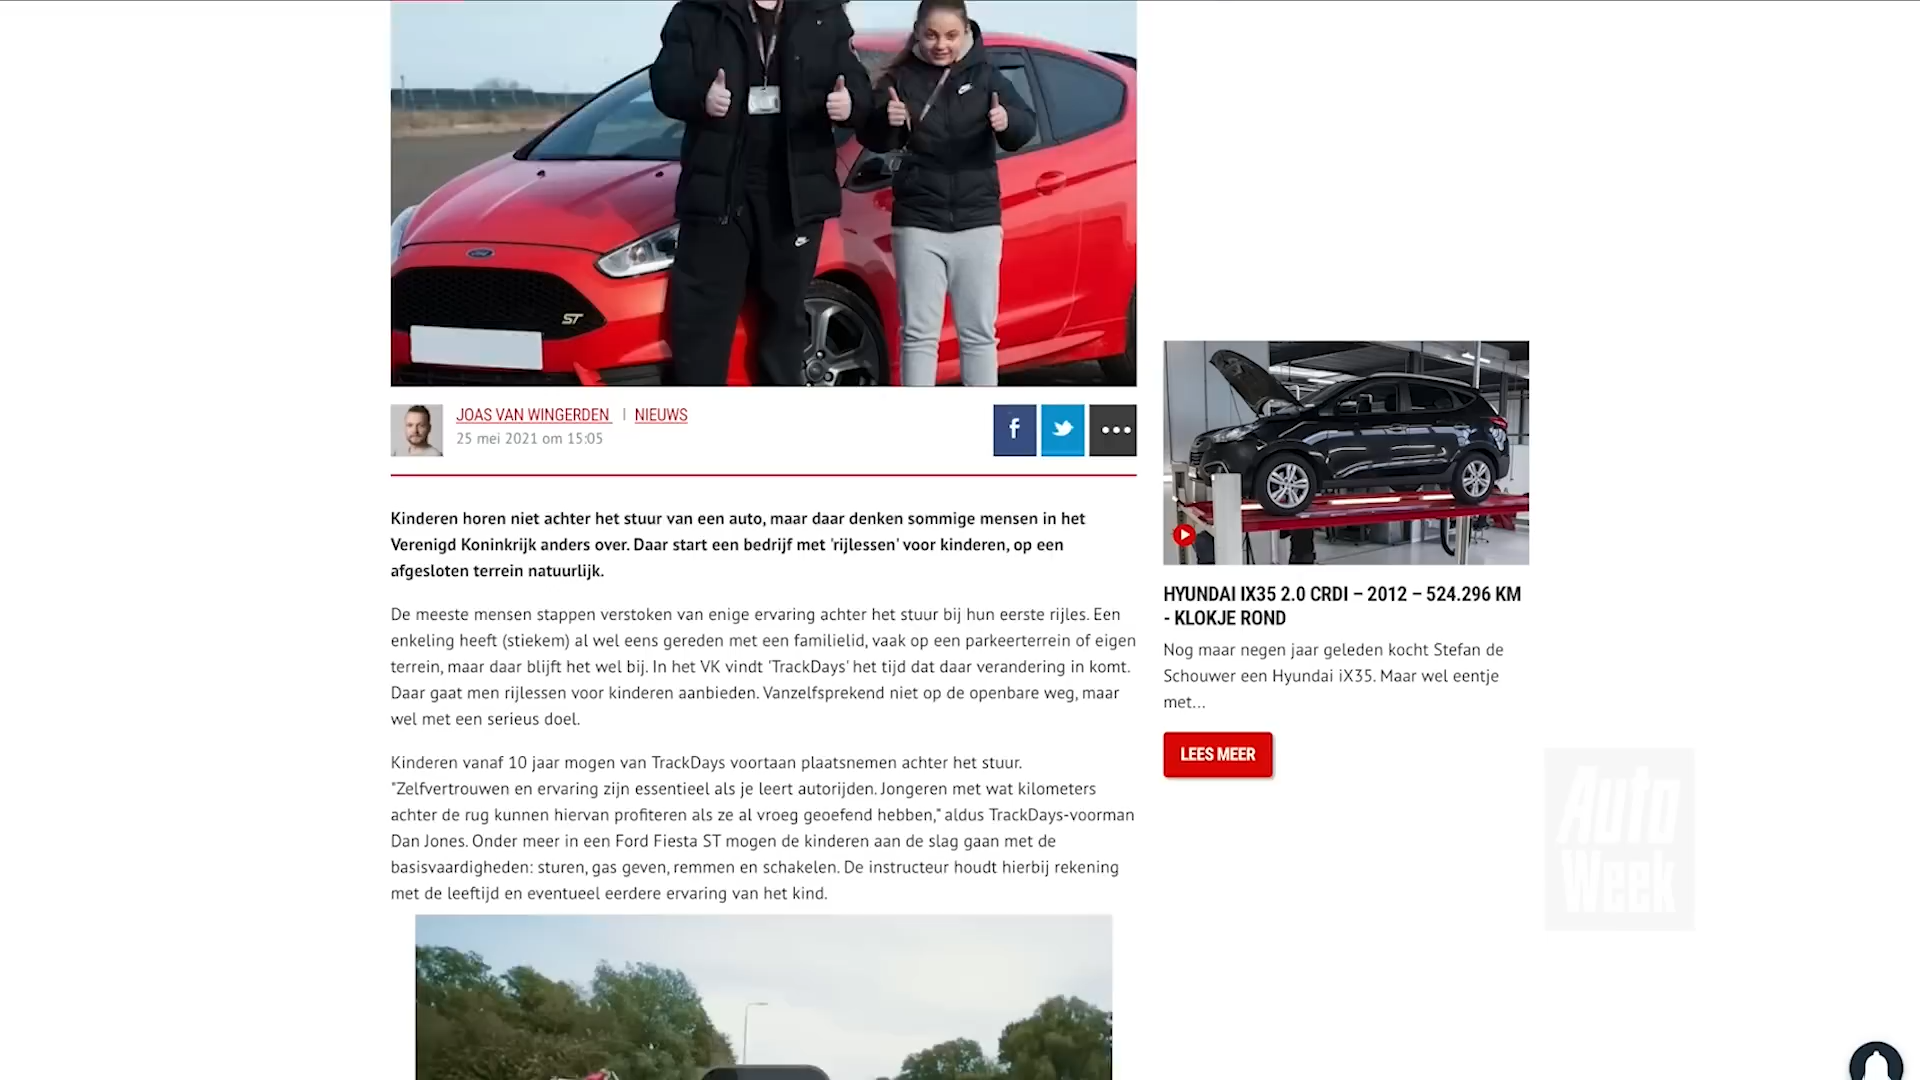 Ford
ST
JOAS VAN WINGERDEN | NIEUWS
25 mei 2021 om 15:05
f
Kinderen horen niet achter het stuur van een auto, maar daar denken sommige mensen in het
Verenigd Koninkrijk anders over. Daar start een bedrijf met 'rijlessen' voor kinderen, op een
afgesloten terrein natuurlijk.
De meeste mensen stappen verstoken van enige ervaring achter het stuur bij hun eerste rijles. Een
enkeling heeft (stiekem) al wel eens gereden met een familielid, vaak op een parkeerterrein of eigen
terrein, maar daar blijft het wel bij. In het VK vindt 'TrackDays' het tijd dat daar verandering in komt.
Daar gaat men rijlessen voor kinderen aanbieden. Vanzelfsprekend niet op de openbare weg, maar
wel met een serieus doel.
Kinderen vanaf 10 jaar mogen van TrackDays voortaan plaatsnemen achter het stuur.
"Zelfvertrouwen en ervaring zijn essentieel als je leert autorijden. Jongeren met wat kilometers
achter de rug kunnen hiervan profiteren als ze al vroeg geoefend hebben," aldus TrackDays-voorman
Dan Jones. Onder meer in een Ford Fiesta ST mogen de kinderen aan de slag gaan met de
basisvaardigheden: sturen, gas geven, remmen en schakelen. De instructeur houdt hierbij rekening
met de leeftijd en eventueel eerdere ervaring van het kind.
HYUNDAI IX35 2.0 CRDI – 2012 – 524.296 KM
- KLOKJE ROND
Nog maar negen jaar geleden kocht Stefan de
Schouwer een Hyundai iX35. Maar wel eentje
met...
LEES MEER
Auto
Week